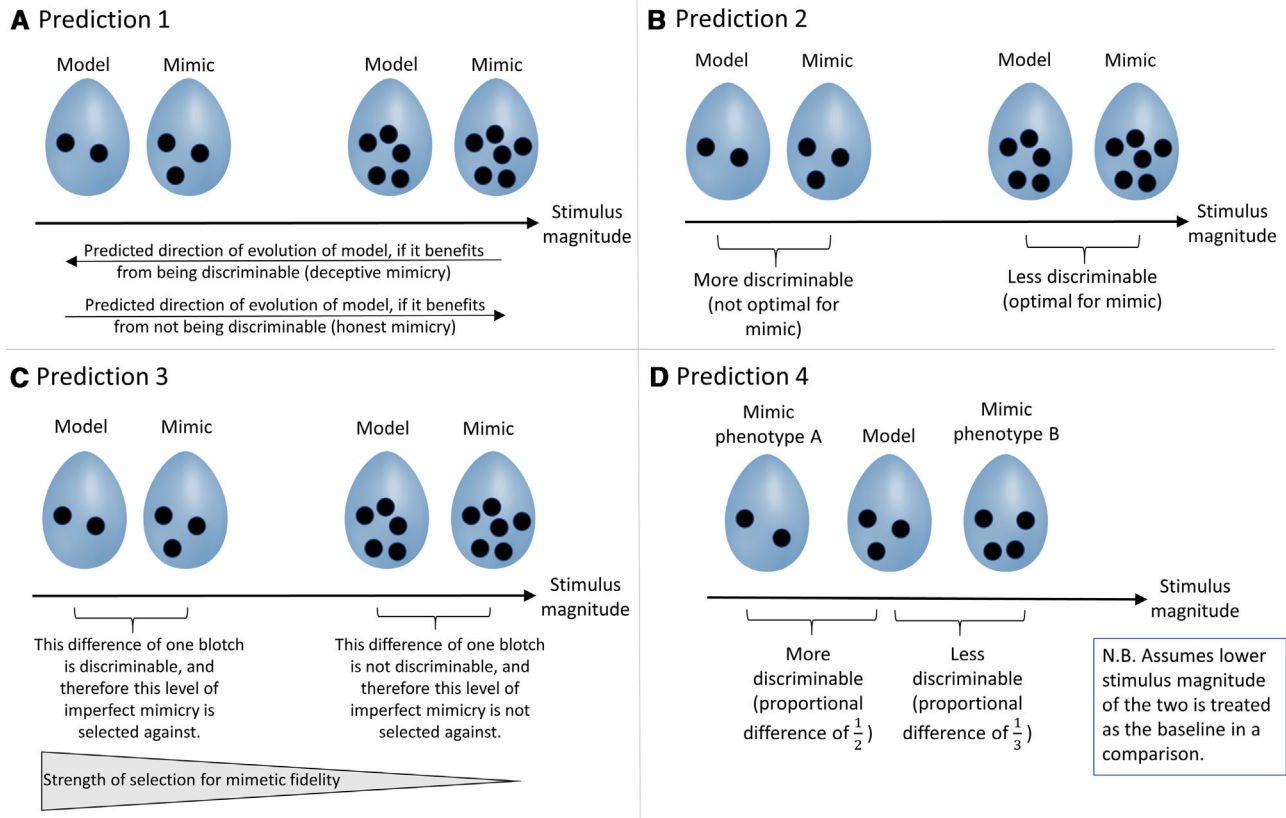 A Prediction 1
Model
Mimic
Model
Mimic
Stimulus
magnitude
Predicted direction of evolution of model, if it benefits
from being discriminable (deceptive mimicry)
Predicted direction of evolution of model, if it benefits
from not being discriminable (honest mimicry)
B Prediction 2
Model
Mimic
Model
Mimic
Stimulus
magnitude
More discriminable
(not optimal for
mimic)
Less discriminable
(optimal for mimic)
C Prediction 3
Model
Mimic
Model
Mimic
Stimulus
magnitude
This difference of one blotch
is discriminable, and
therefore this level of
imperfect mimicry is
selected against.
This difference of one blotch
is not discriminable, and
therefore this level of
imperfect mimicry is not
selected against.
Strength of selection for mimetic fidelity
D Prediction 4
Mimic
phenotype A
Model
Mimic
phenotype B
Stimulus
magnitude
More
discriminable
(proportional
difference of 1/2 )
Less
discriminable
(proportional
difference of 1/3 )
N.B. Assumes lower
stimulus magnitude
of the two is treated
as the baseline in a
comparison.